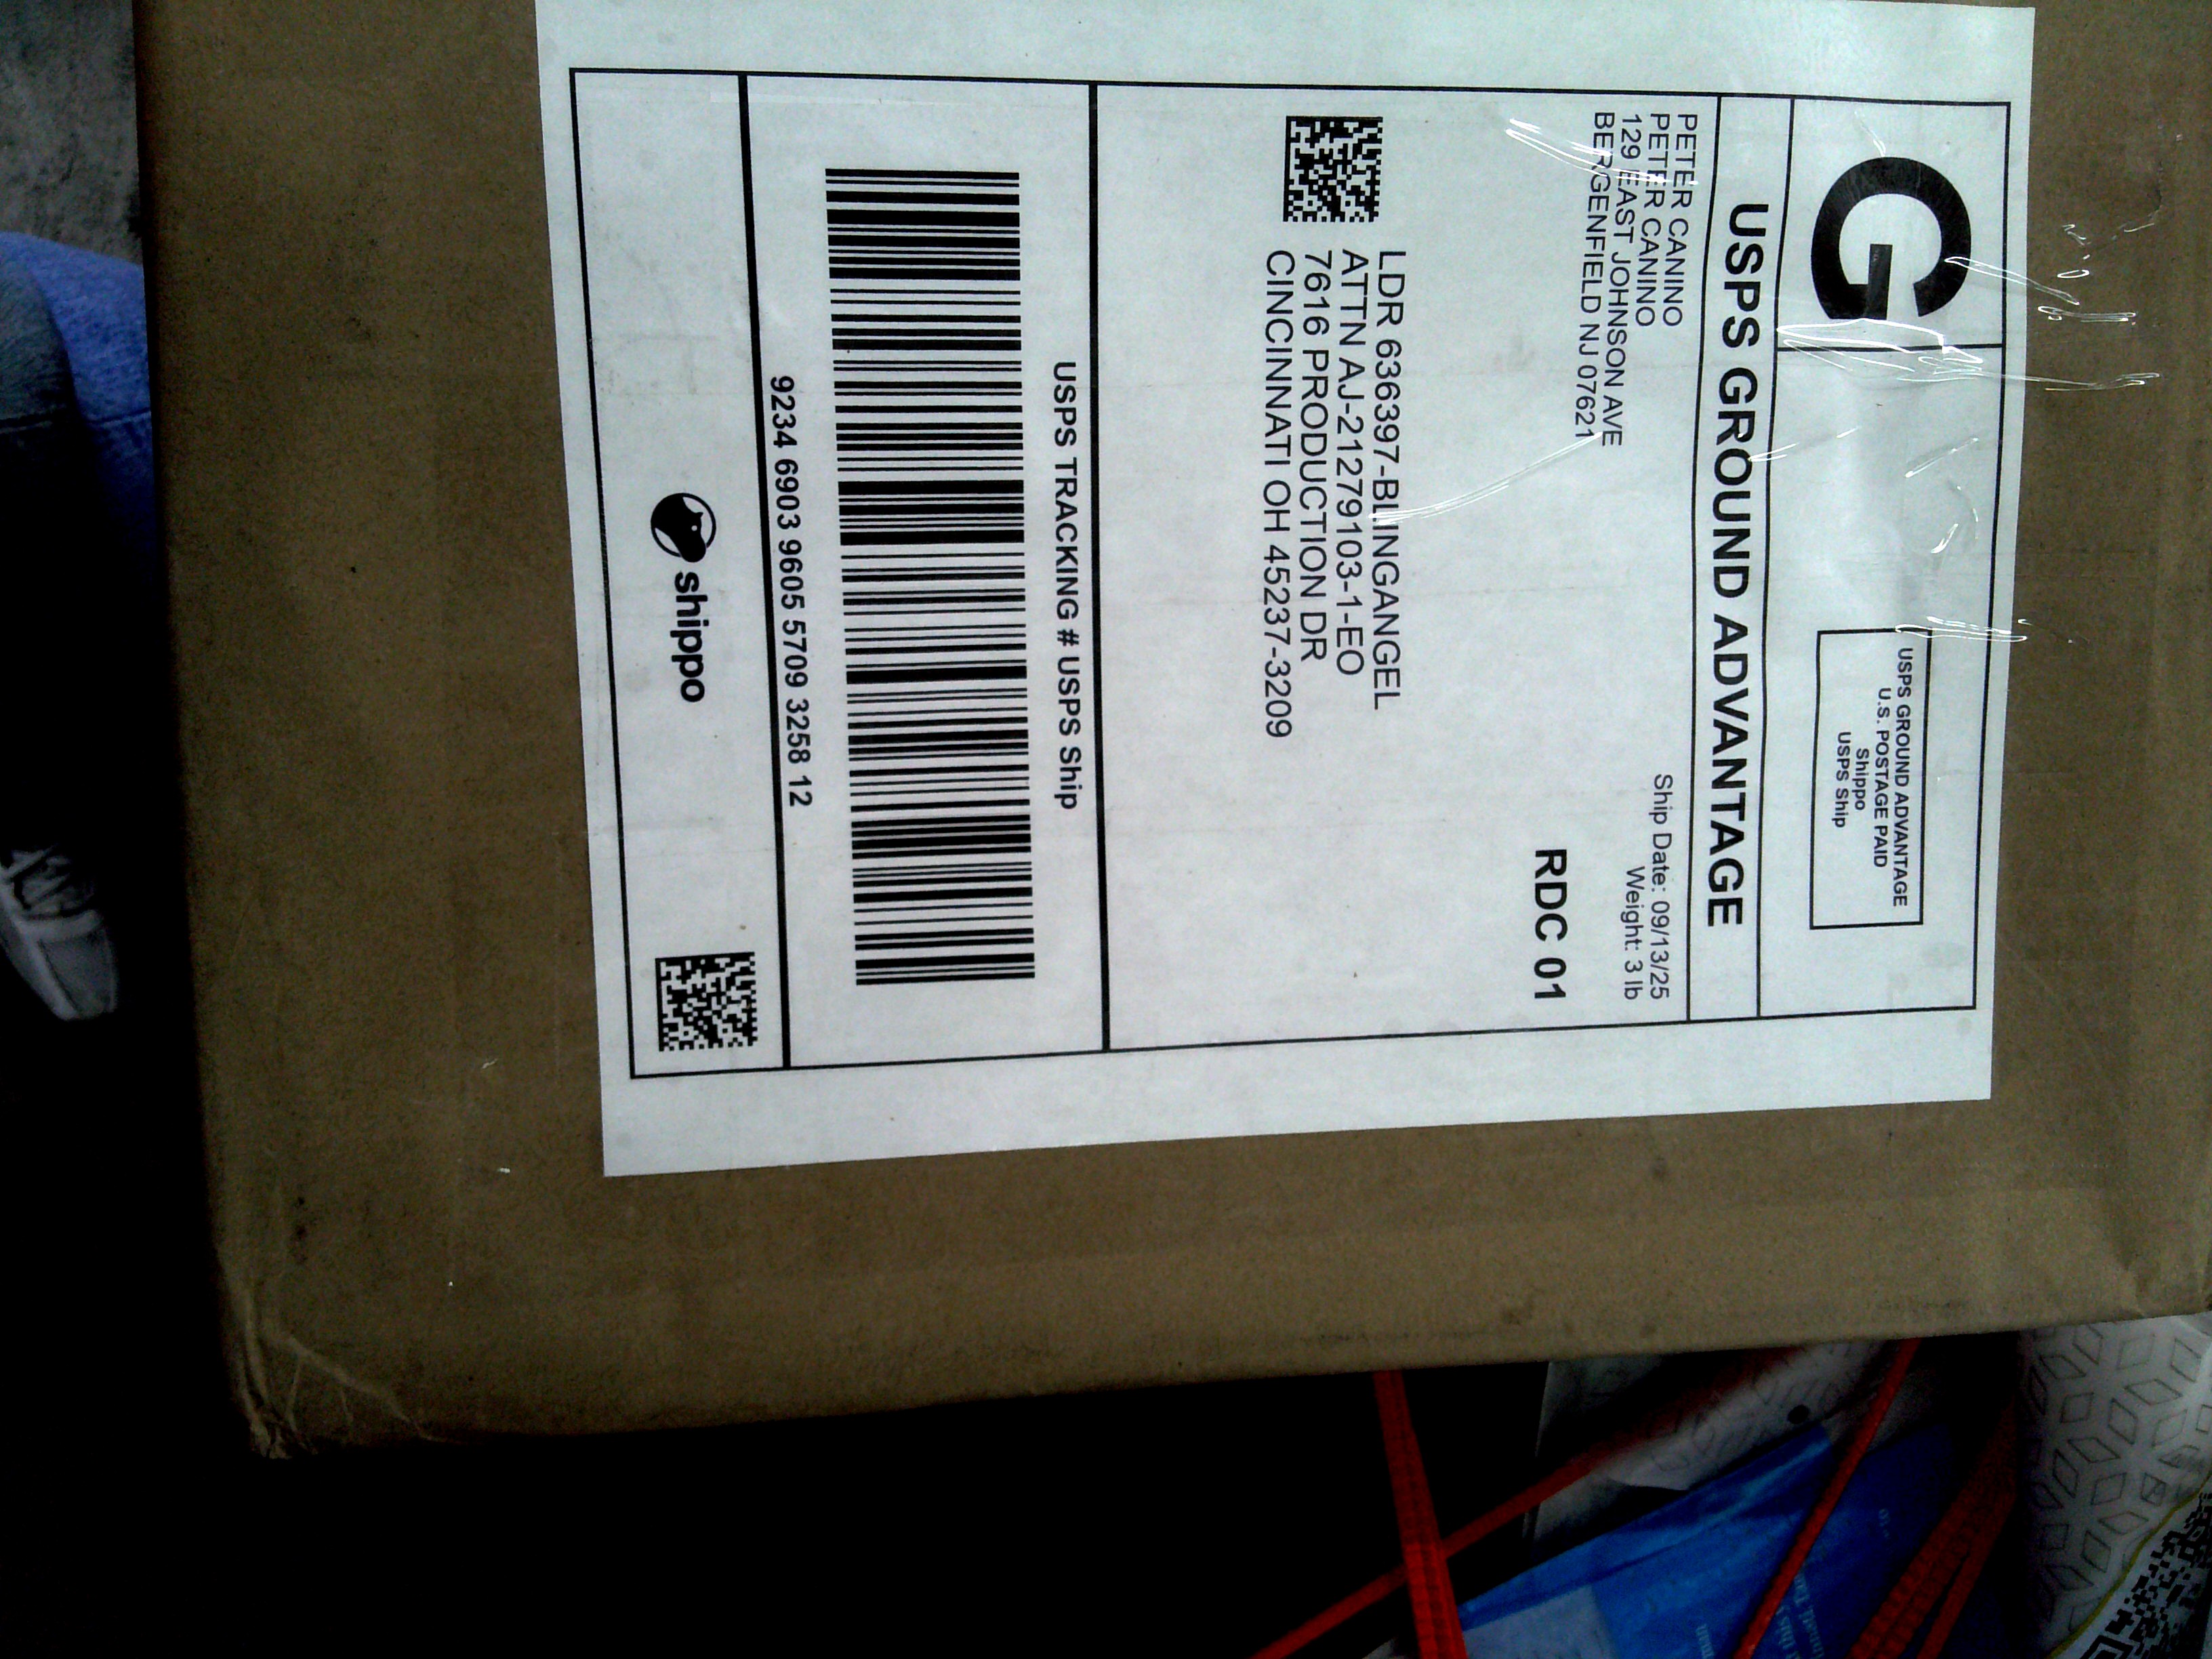 G
USPS GROUND ADVANTAGE
U.S. POSTAGE PAID
Shippo
USPS Ship
USPS GROUND ADVANTAGE
PETER CANINO
PETER CANINO
129 EAST JOHNSON AVE
BERGENFIELD NJ 07621
Ship Date: 09/13/25
Weight: 3 lb
RDC 01
LDR 636397-BLINGANGEL
ATTN AJ-21279103-1-EO
7616 PRODUCTION DR
CINCINNATI OH 45237-3209
USPS TRACKING # USPS Ship
9234 6903 9605 5709 3258 12
shippo